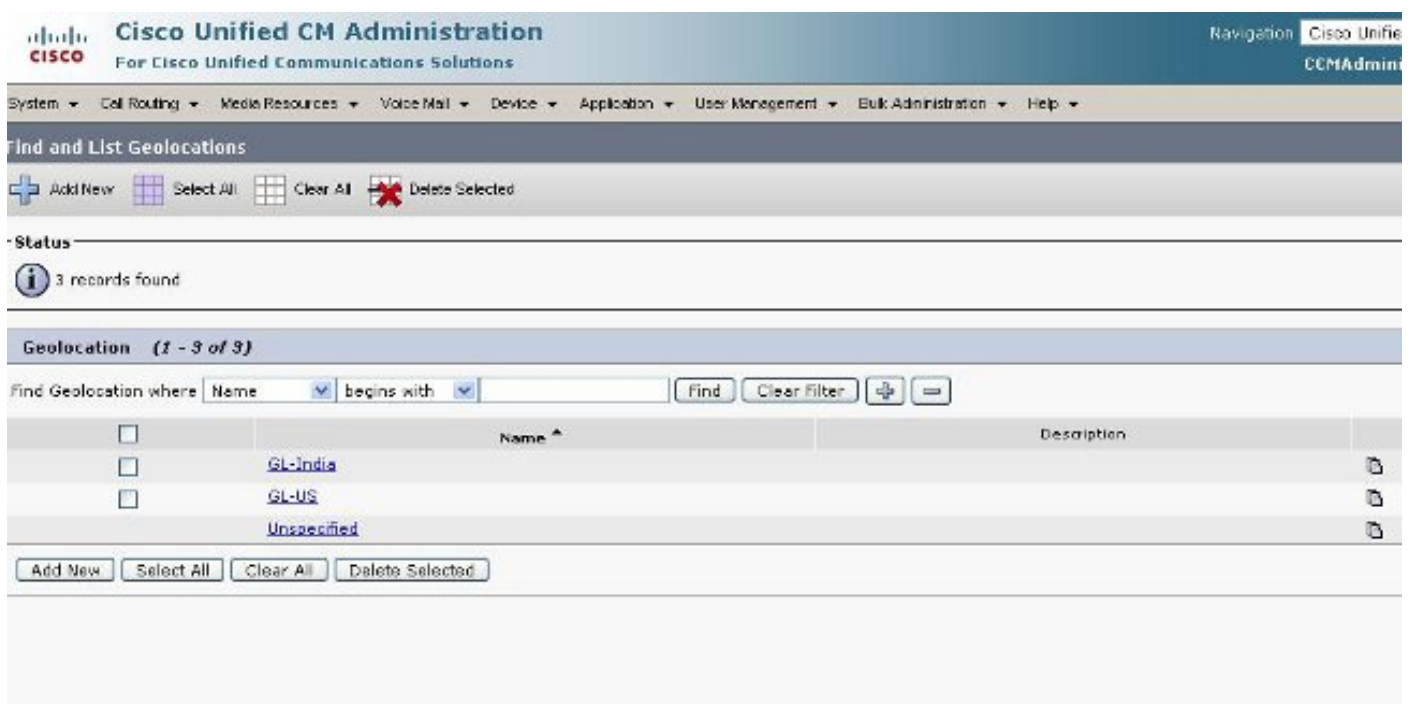 CISCO
Cisco Unified CM Administration
For Cisco Unified Communications Solutions
Navigation Cisco Unifie
CCMAdmini
System Call Routing Media Resources Voice Mail Device Application User Management Bulk Administration Help
Find and List Geolocations
Add New Select All Clear All Delete Selected
Status
3 records found
Geolocation (1 - 3 of 3)
Find Geolocation where Name begins with Find Clear Filter
Name Description
GL-India
GL-US
Unspecified
Add New Select All Clear All Delete Selected